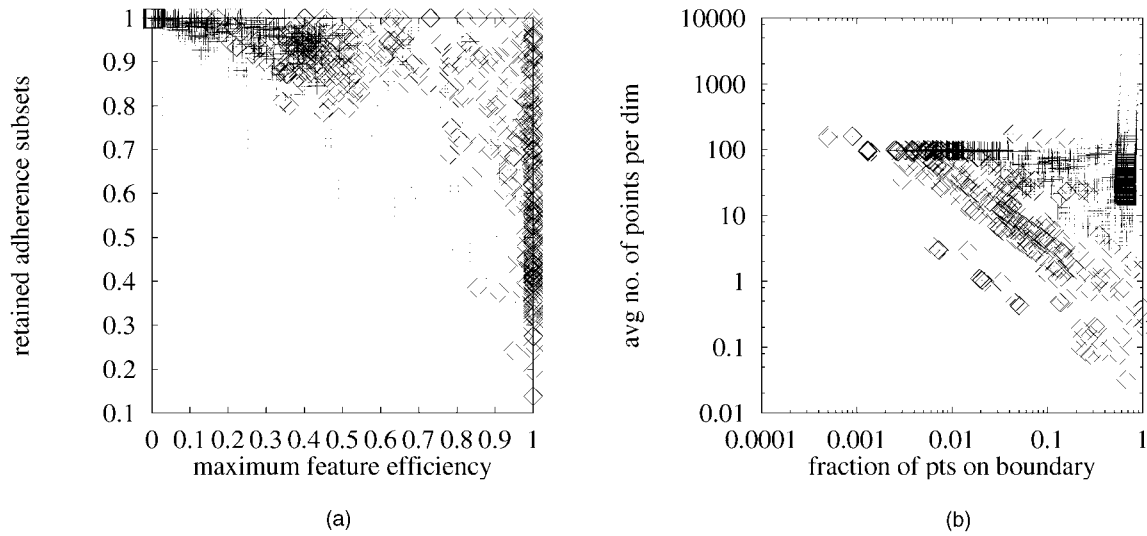 1
0.9
0.8
0.7
0.6
0.5
0.4
0.3
0.2
0.1
retained adherence subsets
0 0.1 0.2 0.3 0.4 0.5 0.6 0.7 0.8 0.9 1
maximum feature efficiency
(a)
10000
1000
100
10
1
0.1
0.01
avg no. of points per dim
0.0001 0.001 0.01 0.1 1
fraction of pts on boundary
(b)